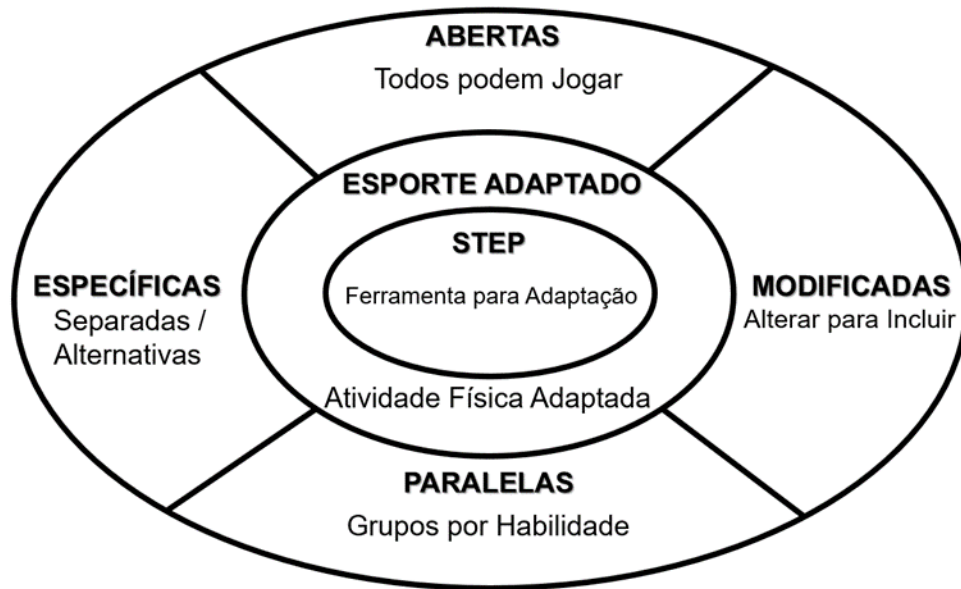 ABERTAS
Todos podem Jogar
ESPORTE ADAPTADO
STEP
Ferramenta para Adaptação
ESPECÍFICAS
Separadas /
Alternativas
MODIFICADAS
Alterar para Incluir
Atividade Física Adaptada
PARALELAS
Grupos por Habilidade